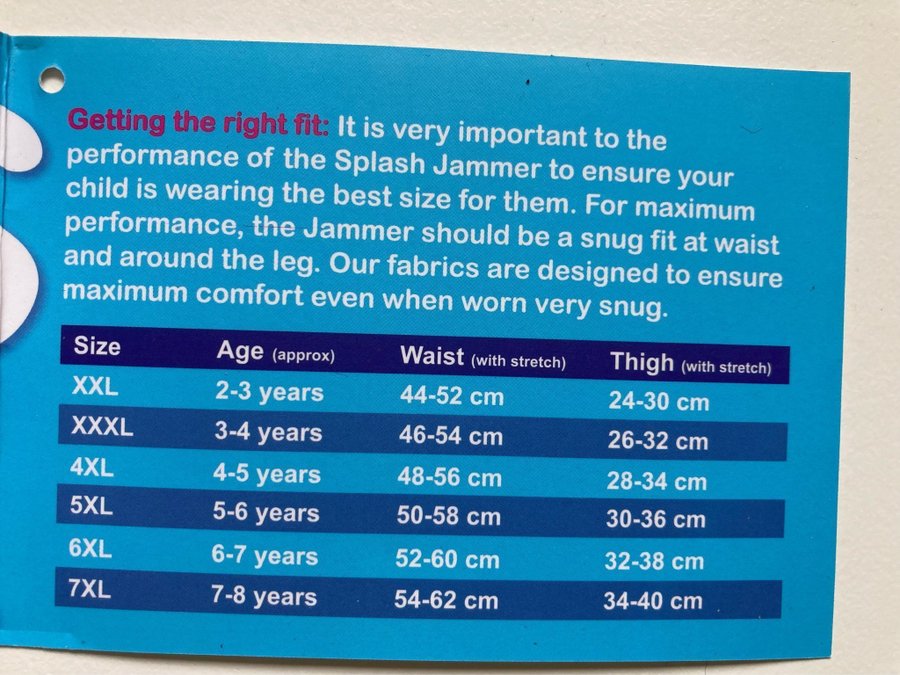 Getting the right fit: It is very important to the
performance of the Splash Jammer to ensure your
child is wearing the best size for them. For maximum
performance, the Jammer should be a snug fit at waist
and around the leg. Our fabrics are designed to ensure
maximum comfort even when worn very snug.
Size Age (approx) Waist (with stretch) Thigh (with stretch)
XXL 2-3 years 44-52 cm 24-30 cm
XXXL 3-4 years 46-54 cm 26-32 cm
4XL 4-5 years 48-56 cm 28-34 cm
5XL 5-6 years 50-58 cm 30-36 cm
6XL 6-7 years 52-60 cm 32-38 cm
7XL 7-8 years 54-62 cm 34-40 cm